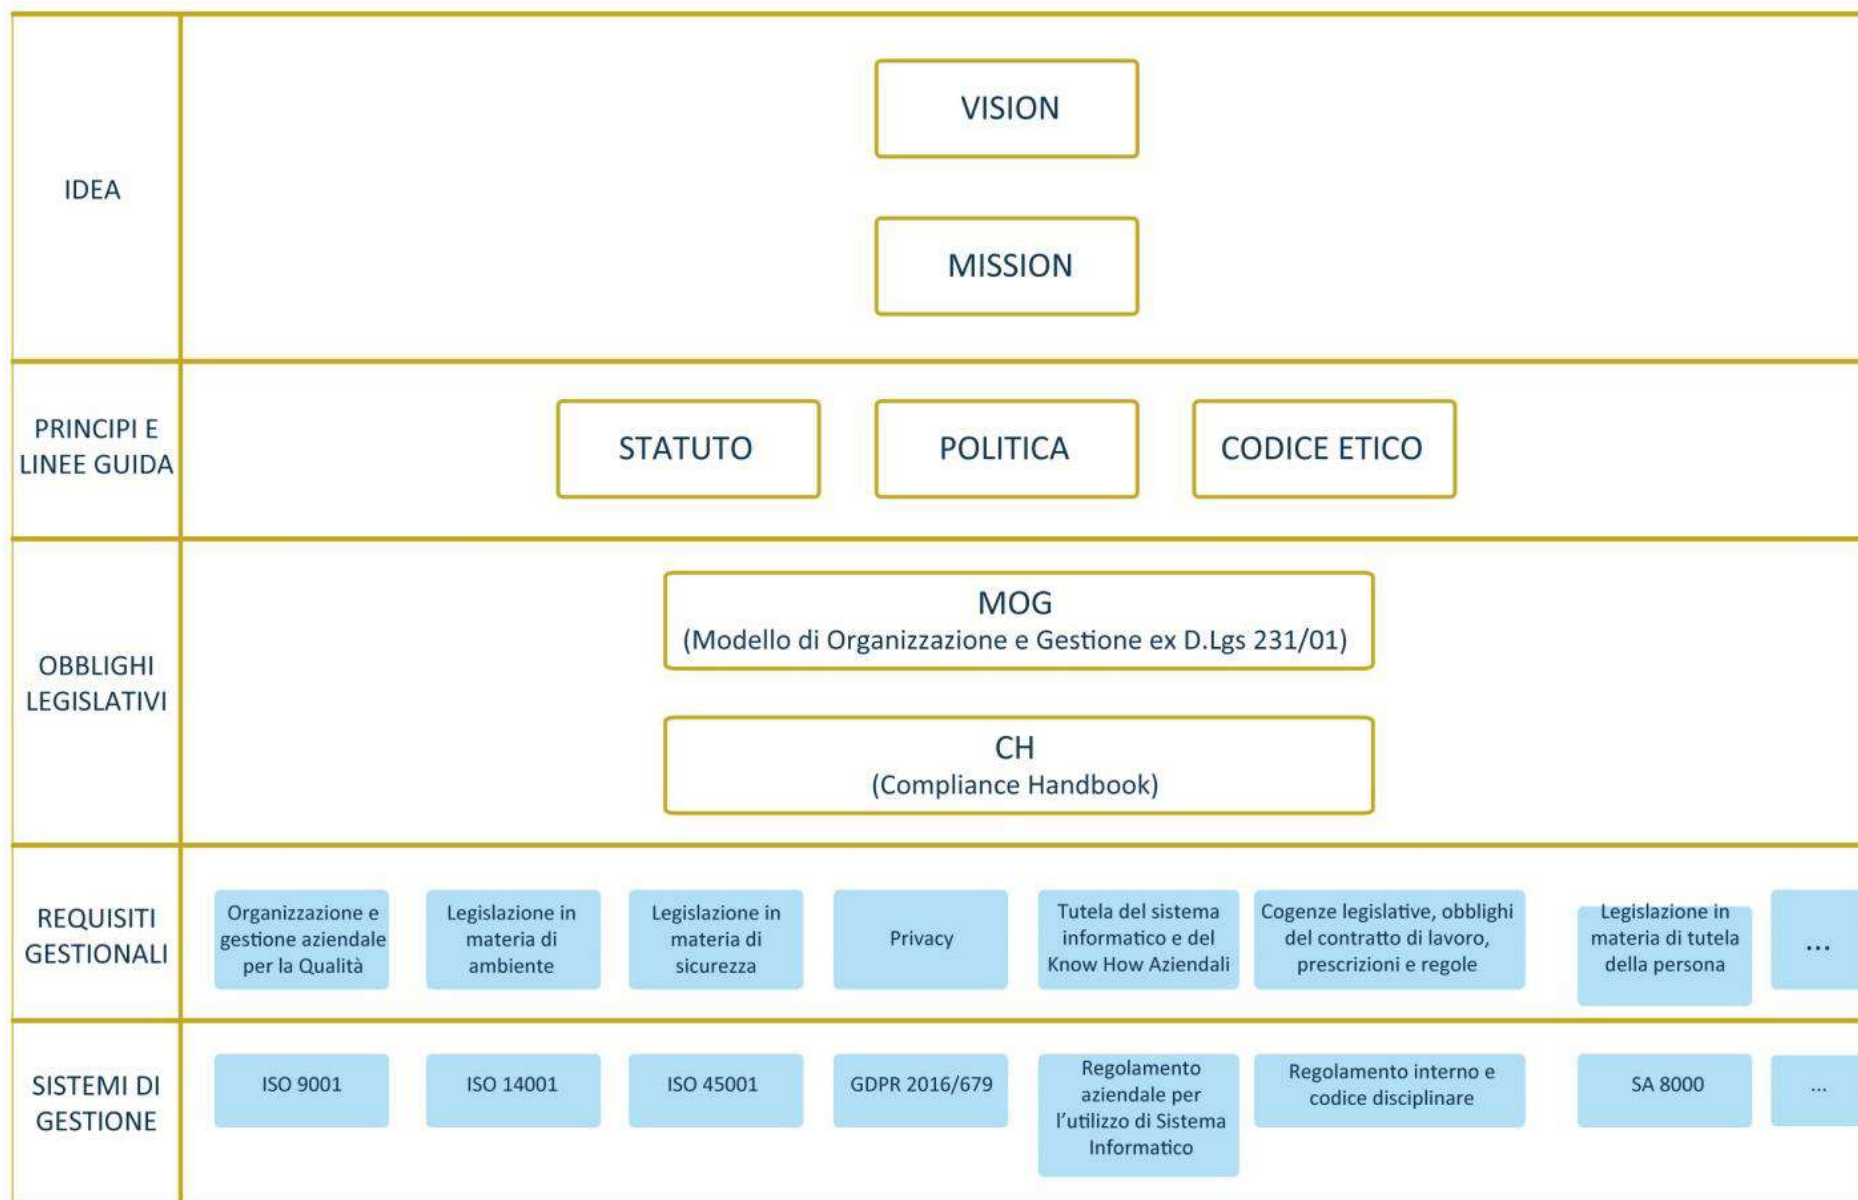 IDEA
VISION
MISSION
PRINCIPI E
LINEE GUIDA
STATUTO
POLITICA
CODICE ETICO
OBBLIGHI
LEGISLATIVI
MOG
(Modello di Organizzazione e Gestione ex D.Lgs 231/01)
CH
(Compliance Handbook)
REQUISITI
GESTIONALI
Organizzazione e
gestione aziendale
per la Qualità
Legislazione in
materia di
ambiente
Legislazione in
materia di
sicurezza
Privacy
Tutela del sistema
informatico e del
Know How Aziendali
Cogenze legislative, obblighi
del contratto di lavoro,
prescrizioni e regole
Legislazione in
materia di tutela
della persona
...
SISTEMI DI
GESTIONE
ISO 9001
ISO 14001
ISO 45001
GDPR 2016/679
Regolamento
aziendale per
l'utilizzo di Sistema
Informatico
Regolamento interno e
codice disciplinare
SA 8000
...